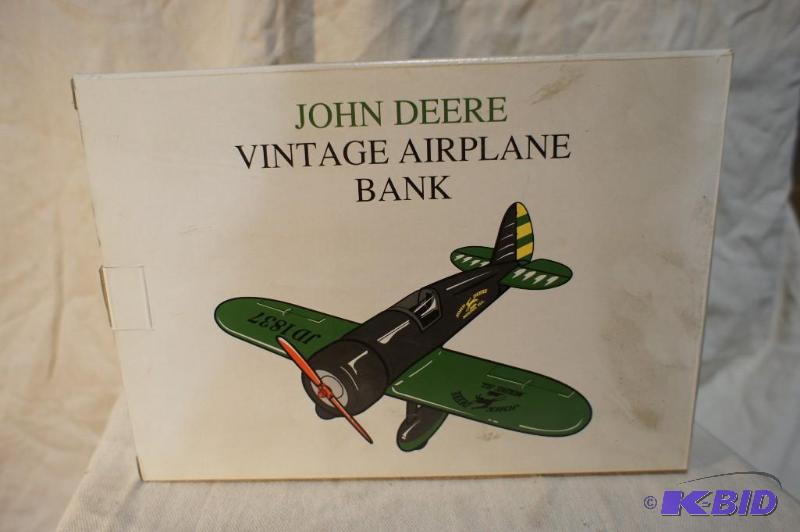 JOHN DEERE
VINTAGE AIRPLANE
BANK
JD1837
© K-BID